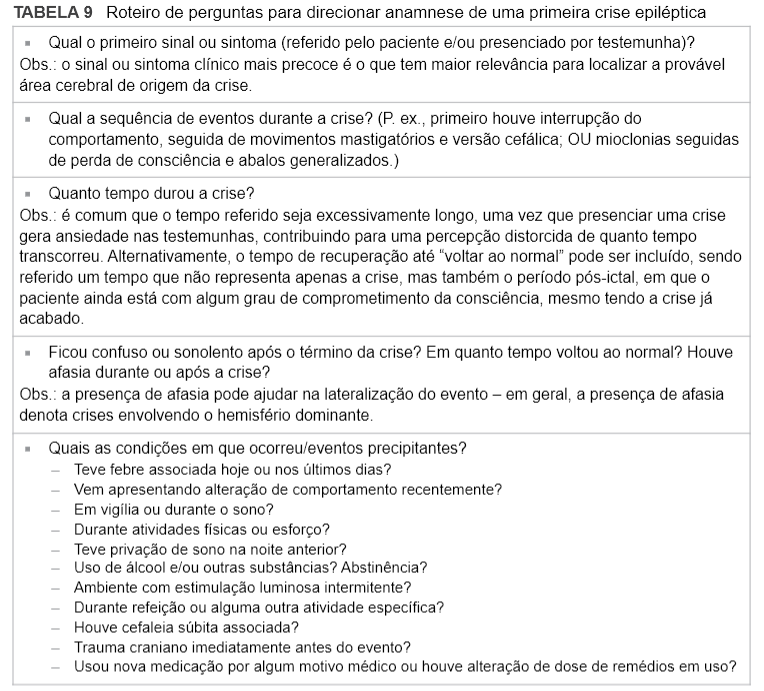 TABELA 9 Roteiro de perguntas para direcionar anamnese de uma primeira crise epiléptica
▪ Qual o primeiro sinal ou sintoma (referido pelo paciente e/ou presenciado por testemunha)?
Obs.: o sinal ou sintoma clínico mais precoce é o que tem maior relevância para localizar a provável
área cerebral de origem da crise.
▪ Qual a sequência de eventos durante a crise? (P. ex., primeiro houve interrupção do
comportamento, seguida de movimentos mastigatórios e versão cefálica; OU mioclonias seguidas
de perda de consciência e abalos generalizados.)
▪ Quanto tempo durou a crise?
Obs.: é comum que o tempo referido seja excessivamente longo, uma vez que presenciar uma crise
gera ansiedade nas testemunhas, contribuindo para uma percepção distorcida de quanto tempo
transcorreu. Alternativamente, o tempo de recuperação até “voltar ao normal” pode ser incluído, sendo
referido um tempo que não representa apenas a crise, mas também o período pós-ictal, em que o
paciente ainda está com algum grau de comprometimento da consciência, mesmo tendo a crise já
acabado.
▪ Ficou confuso ou sonolento após o término da crise? Em quanto tempo voltou ao normal? Houve
afasia durante ou após a crise?
Obs.: a presença de afasia pode ajudar na lateralização do evento – em geral, a presença de afasia
denota crises envolvendo o hemisfério dominante.
▪ Quais as condições em que ocorreu/eventos precipitantes?
– Teve febre associada hoje ou nos últimos dias?
– Vem apresentando alteração de comportamento recentemente?
– Em vigília ou durante o sono?
– Durante atividades físicas ou esforço?
– Teve privação de sono na noite anterior?
– Uso de álcool e/ou outras substâncias? Abstinência?
– Ambiente com estimulação luminosa intermitente?
– Durante refeição ou alguma outra atividade específica?
– Houve cefaleia súbita associada?
– Trauma craniano imediatamente antes do evento?
– Usou nova medicação por algum motivo médico ou houve alteração de dose de remédios em uso?